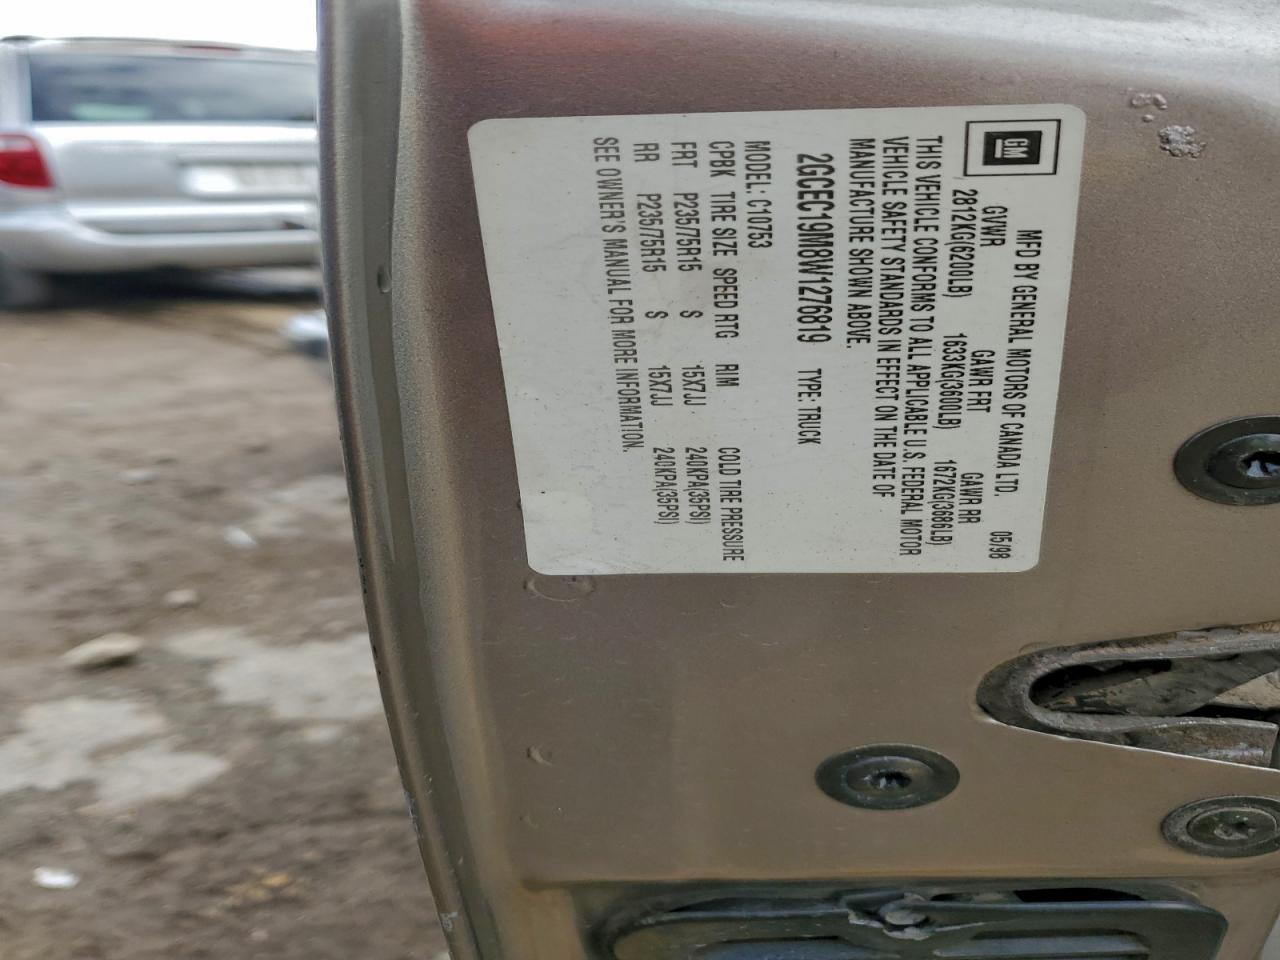 GM
MFD BY GENERAL MOTORS OF CANADA LTD. 05/98
GVWR GAWR FRT GAWR RR
2812KG(6200LB) 1633KG(3600LB) 1672KG(3686LB)
THIS VEHICLE CONFORMS TO ALL APPLICABLE U.S. FEDERAL MOTOR
VEHICLE SAFETY STANDARDS IN EFFECT ON THE DATE OF
MANUFACTURE SHOWN ABOVE.
2GCEC19M8W1276819 TYPE: TRUCK
MODEL: C10753
CPBK TIRE SIZE SPEED RTG RIM COLD TIRE PRESSURE
FRT P235/75R15 S 15X7JJ 240KPA(35PSI)
RR P235/75R15 S 15X7JJ 240KPA(35PSI)
SEE OWNER'S MANUAL FOR MORE INFORMATION.